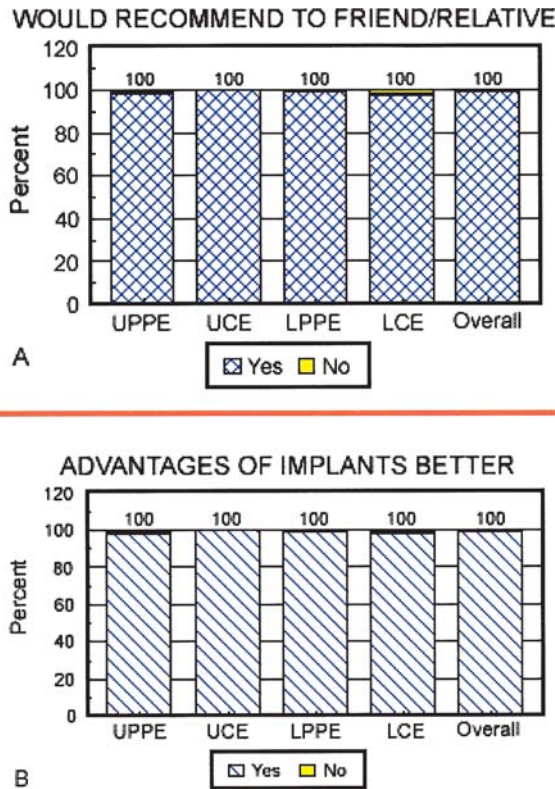 WOULD RECOMMEND TO FRIEND/RELATIVE
120
100 100 100 100 100
100
80
60
40
20
0
Percent
UPPE UCE LPPE LCE Overall
A
Yes No
ADVANTAGES OF IMPLANTS BETTER
120
100 100 100 100 100
100
80
60
40
20
0
Percent
UPPE UCE LPPE LCE Overall
B
Yes No